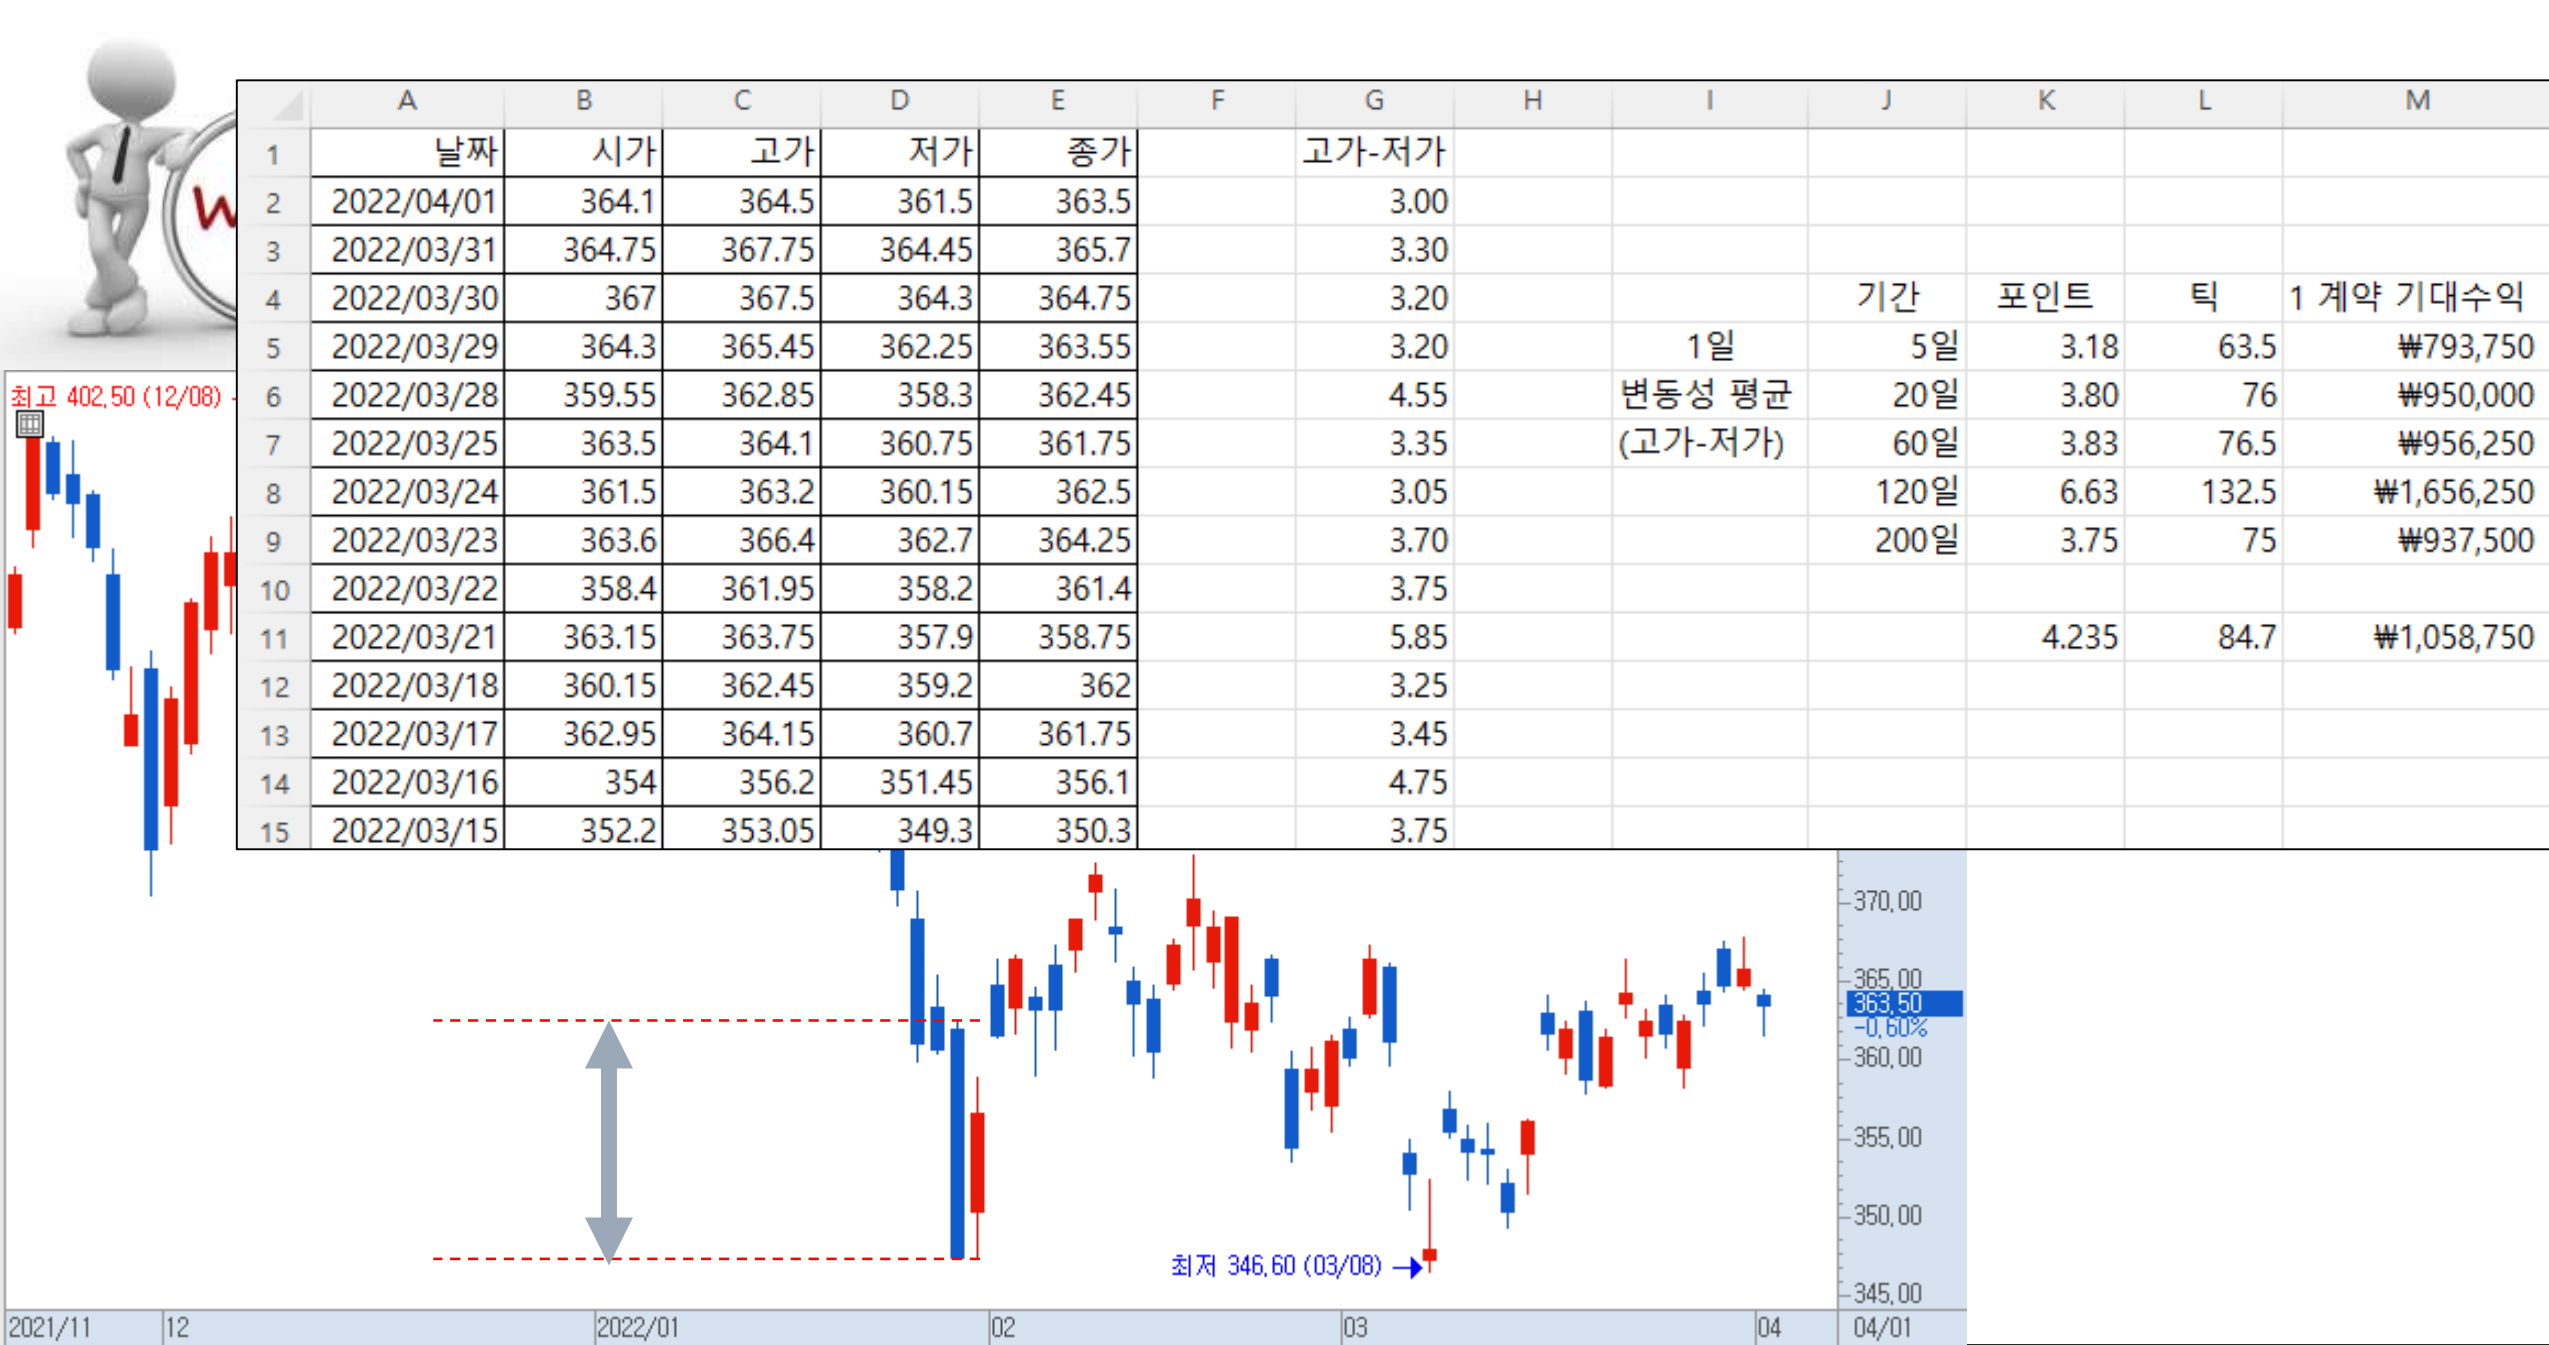 A B C D E F G H I J K L M
1 날짜 시가 고가 저가 종가 고가-저가
2 2022/04/01 364.1 364.5 361.5 363.5 3.00
3 2022/03/31 364.75 367.75 364.45 365.7 3.30
4 2022/03/30 367 367.5 364.3 364.75 3.20 기간 포인트 틱 1 계약 기대수익
5 2022/03/29 364.3 365.45 362.25 363.55 3.20 1일 5일 3.18 63.5 ₩793,750
6 2022/03/28 359.55 362.85 358.3 362.45 4.55 변동성 평균 20일 3.80 76 ₩950,000
7 2022/03/25 363.5 364.1 360.75 361.75 3.35 (고가-저가) 60일 3.83 76.5 ₩956,250
8 2022/03/24 361.5 363.2 360.15 362.5 3.05 120일 6.63 132.5 ₩1,656,250
9 2022/03/23 363.6 366.4 362.7 364.25 3.70 200일 3.75 75 ₩937,500
10 2022/03/22 358.4 361.95 358.2 361.4 3.75
11 2022/03/21 363.15 363.75 357.9 358.75 5.85 4.235 84.7 ₩1,058,750
12 2022/03/18 360.15 362.45 359.2 362 3.25
13 2022/03/17 362.95 364.15 360.7 361.75 3.45
14 2022/03/16 354 356.2 351.45 356.1 4.75
15 2022/03/15 352.2 353.05 349.3 350.3 3.75
최고 402,50 (12/08)
370,00
365,00
363,50
-0,60%
360,00
355,00
350,00
최저 346,60 (03/08)
345,00
2021/11 12 2022/01 02 03 04 04/01